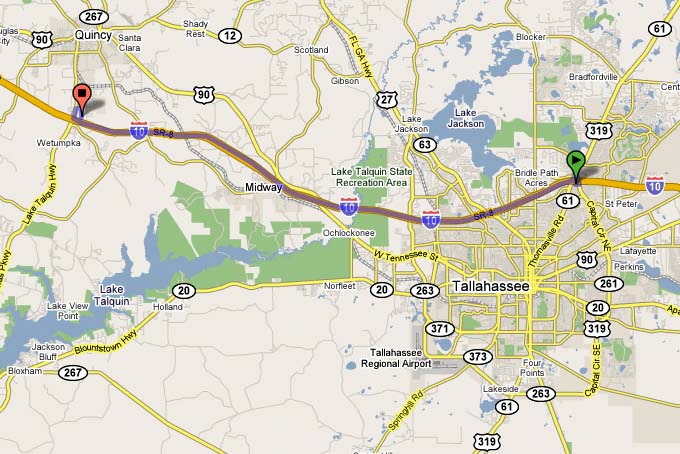 267
61
Shady
Rest
Blocker
90
Quincy
Santa
Clara
12
Scotland
FL GA Hwy
Bradfordville
Gibson
90
27
Lake
Jackson
Lake
Jackson
319
10
SR-8
63
Wetumpka
Lake Talquin State
Recreation Area
Bridle Path
Acres
Midway
10
61
St Peter
Lake Talquin Hwy
10
10
SR-8
Thomasville Rd
Capital Cir NE
Ochlockonee
W Tennessee St
Lafayette
90
Perkins
Lake
Talquin
20
Norfleet
20
263
Tallahassee
261
Lake View
Point
Holland
20
371
319
Jackson
Bluff
Blountstown Hwy
Tallahassee
Regional Airport
373
Four
Points
Capital Cir SE
Bloxham
267
Lakeside
263
Springhill Rd
61
319